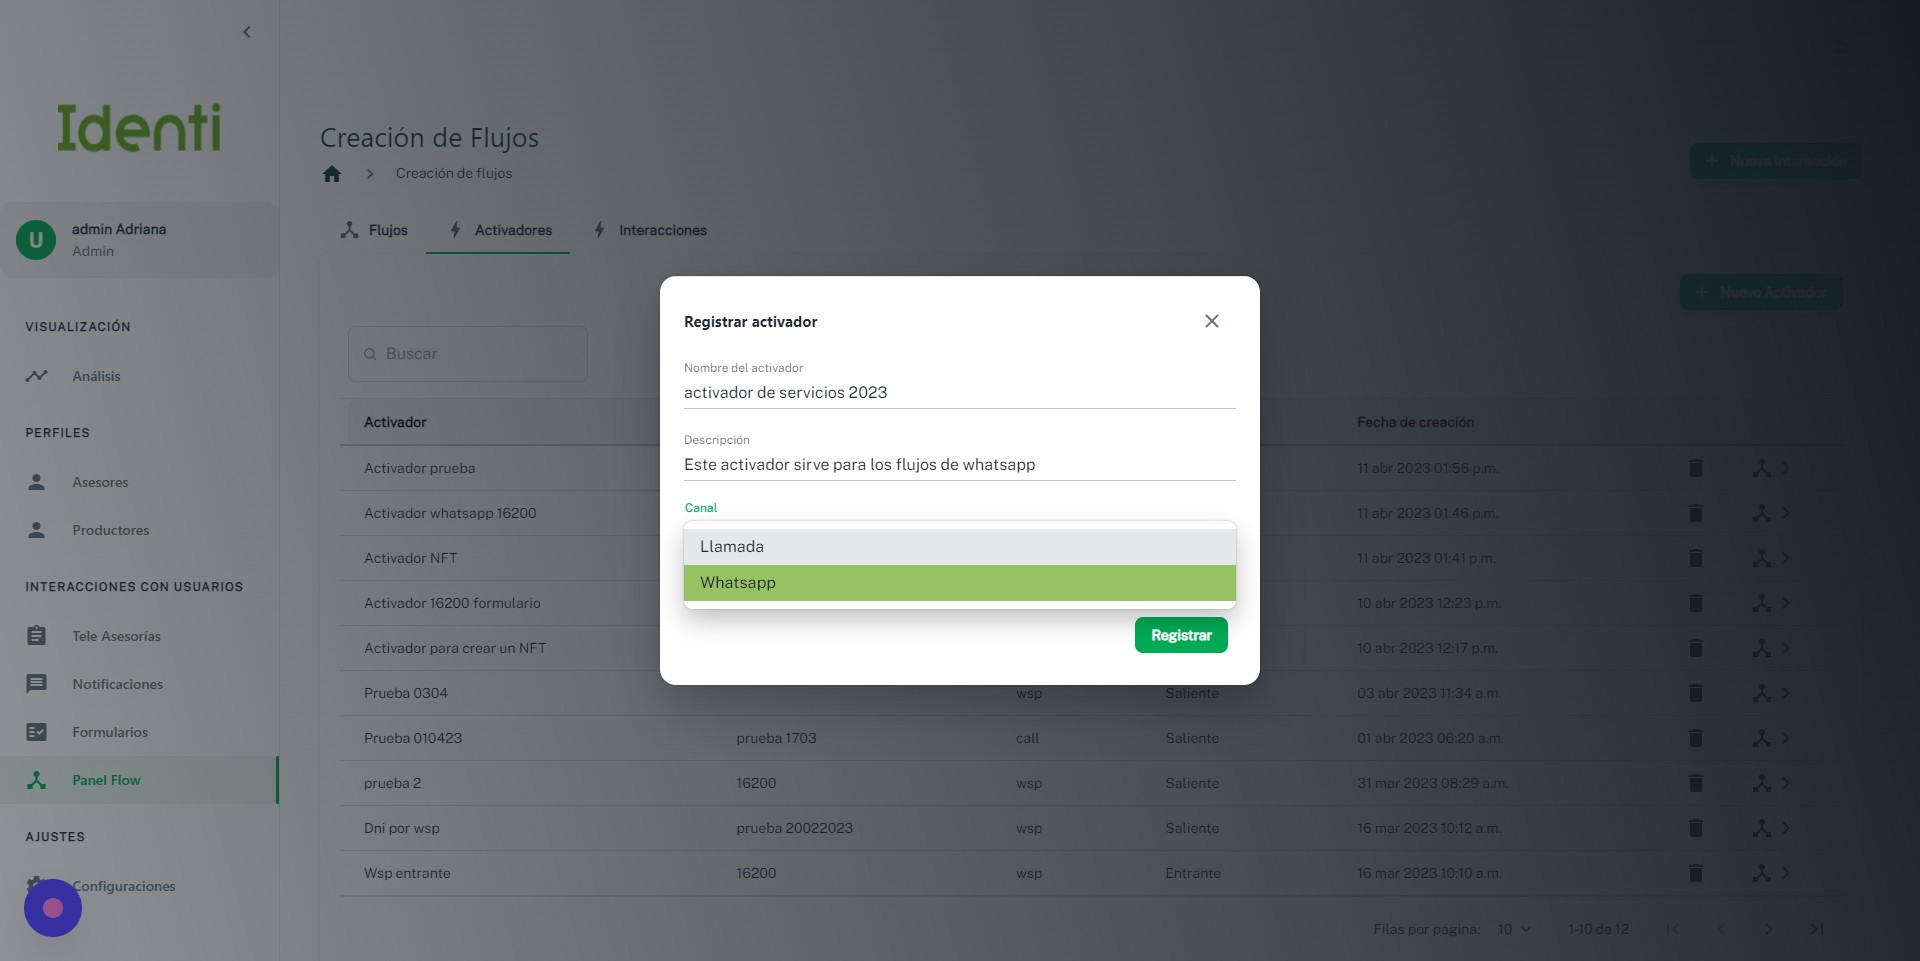 Identi
admin Adriana
Admin
VISUALIZACIÓN
Análisis
PERFILES
Asesores
Productores
INTERACCIONES CON USUARIOS
Tele Asesorías
Notificaciones
Formularios
Panel Flow
AJUSTES
Configuraciones
Creación de Flujos
Creación de flujos
Nueva Interacción
Flujos Activadores Interacciones
Nuevo Activador
Buscar
Activador Fecha de creación
Activador prueba 11 abr 2023 01:56 p.m.
Activador whatsapp 16200 11 abr 2023 01:46 p.m.
Activador NFT 11 abr 2023 01:41 p.m.
Activador 16200 formulario 10 abr 2023 12:23 p.m.
Activador para crear un NFT 10 abr 2023 12:17 p.m.
Prueba 0304 wsp Saliente 03 abr 2023 11:34 a.m.
Prueba 010423 prueba 1703 call Saliente 01 abr 2023 06:20 a.m.
prueba 2 16200 wsp Saliente 31 mar 2023 08:29 a.m.
Dni por wsp prueba 20022023 wsp Saliente 16 mar 2023 10:12 a.m.
Wsp entrante 16200 wsp Entrante 16 mar 2023 10:10 a.m.
Filas por página: 10 1-10 de 12
Registrar activador
Nombre del activador
activador de servicios 2023
Descripción
Este activador sirve para los flujos de whatsapp
Canal
Llamada
Whatsapp
Registrar
U